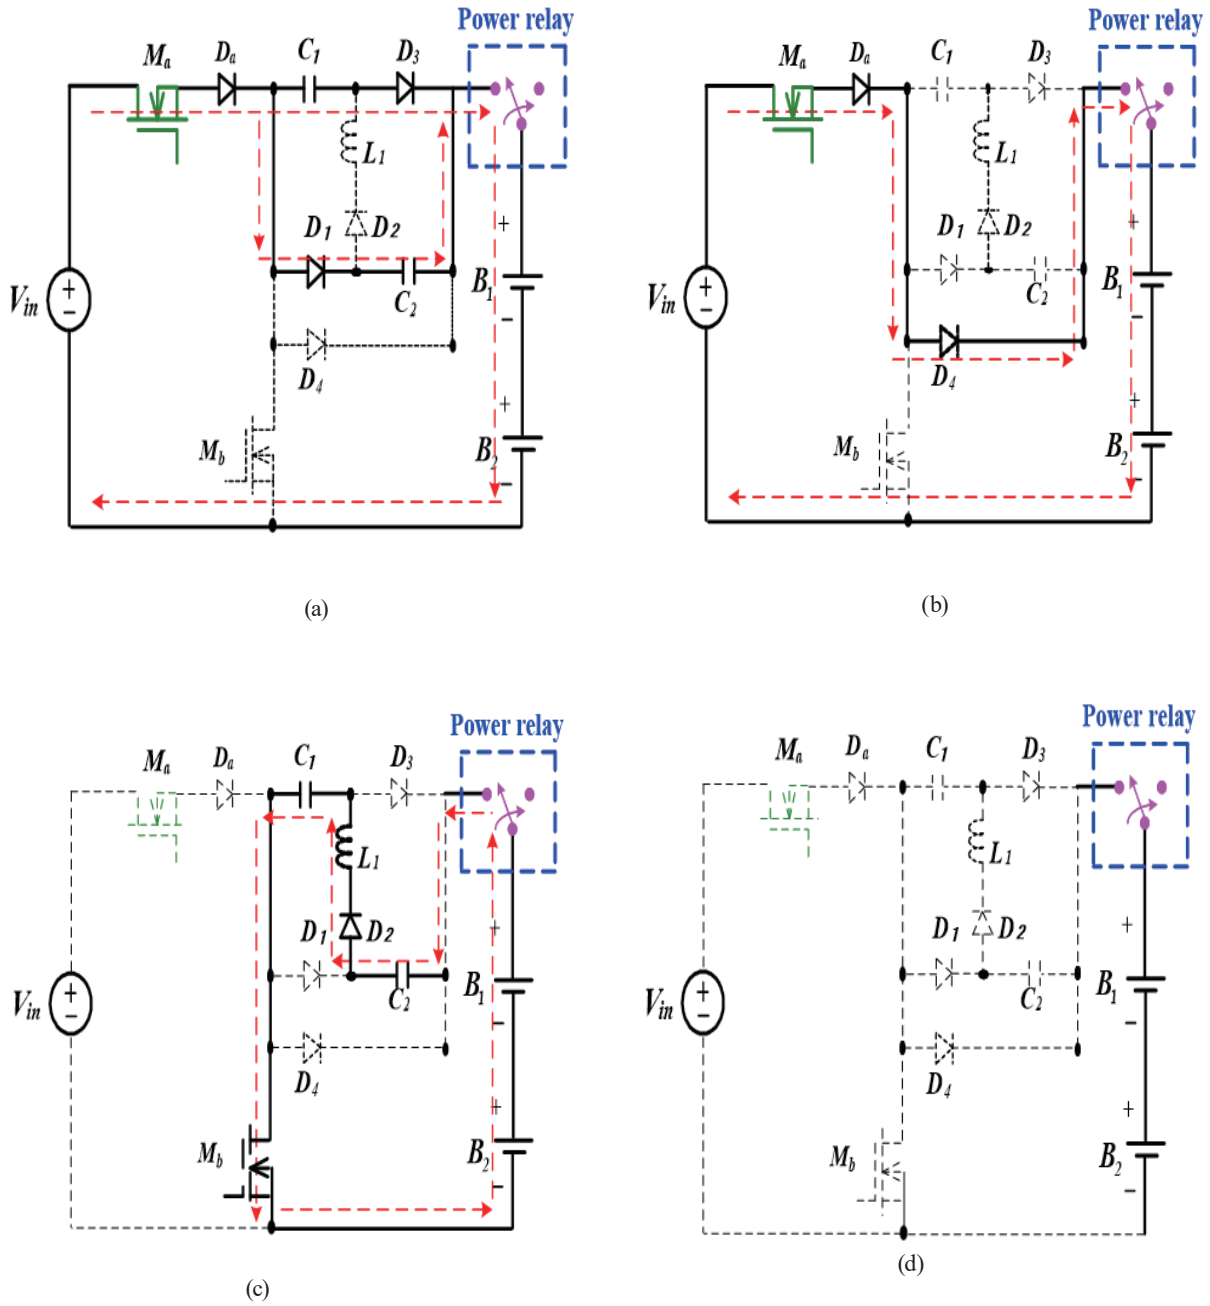 Power relay
Ma Da C1 D3
L1
D1 D2
+
Vin + − C2 B1
−
D4
+
Mb B2
−
(a)
Power relay
Ma Da C1 D3
L1
D1 D2
+
Vin + − C2 B1
−
D4
+
Mb B2
−
(b)
Power relay
Ma Da C1 D3
L1
D1 D2
+
Vin + − C2 B1
−
D4
+
Mb B2
−
(c)
Power relay
Ma Da C1 D3
L1
D1 D2
+
Vin + − C2 B1
−
D4
+
Mb B2
−
(d)